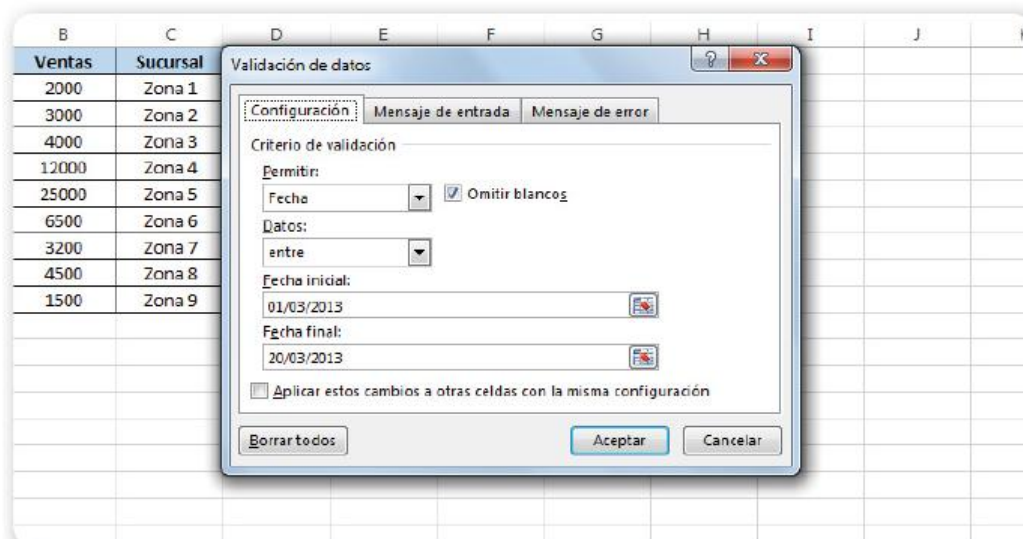 B C D E F G H I J
Ventas Sucursal
2000 Zona 1
3000 Zona 2
4000 Zona 3
12000 Zona 4
25000 Zona 5
6500 Zona 6
3200 Zona 7
4500 Zona 8
1500 Zona 9
Validación de datos
Configuración Mensaje de entrada Mensaje de error
Criterio de validación
Permitir:
Fecha Omitir blancos
Datos:
entre
Fecha inicial:
01/03/2013
Fecha final:
20/03/2013
Aplicar estos cambios a otras celdas con la misma configuración
Borrar todos Aceptar Cancelar